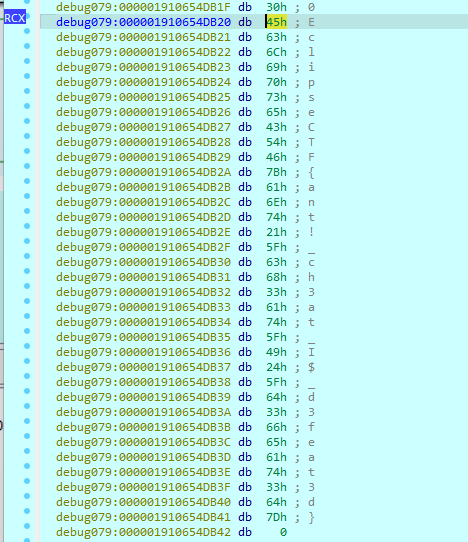 debug079:000001910654DB1F db 30h ; 0
RCX debug079:000001910654DB20 db 45h ; E
debug079:000001910654DB21 db 63h ; c
debug079:000001910654DB22 db 6Ch ; l
debug079:000001910654DB23 db 69h ; i
debug079:000001910654DB24 db 70h ; p
debug079:000001910654DB25 db 73h ; s
debug079:000001910654DB26 db 65h ; e
debug079:000001910654DB27 db 43h ; C
debug079:000001910654DB28 db 54h ; T
debug079:000001910654DB29 db 46h ; F
debug079:000001910654DB2A db 7Bh ; {
debug079:000001910654DB2B db 61h ; a
debug079:000001910654DB2C db 6Eh ; n
debug079:000001910654DB2D db 74h ; t
debug079:000001910654DB2E db 21h ; !
debug079:000001910654DB2F db 5Fh ; _
debug079:000001910654DB30 db 63h ; c
debug079:000001910654DB31 db 68h ; h
debug079:000001910654DB32 db 33h ; 3
debug079:000001910654DB33 db 61h ; a
debug079:000001910654DB34 db 74h ; t
debug079:000001910654DB35 db 5Fh ; _
debug079:000001910654DB36 db 49h ; I
debug079:000001910654DB37 db 24h ; $
debug079:000001910654DB38 db 5Fh ; _
debug079:000001910654DB39 db 64h ; d
debug079:000001910654DB3A db 33h ; 3
debug079:000001910654DB3B db 66h ; f
debug079:000001910654DB3C db 65h ; e
debug079:000001910654DB3D db 61h ; a
debug079:000001910654DB3E db 74h ; t
debug079:000001910654DB3F db 33h ; 3
debug079:000001910654DB40 db 64h ; d
debug079:000001910654DB41 db 7Dh ; }
debug079:000001910654DB42 db 0